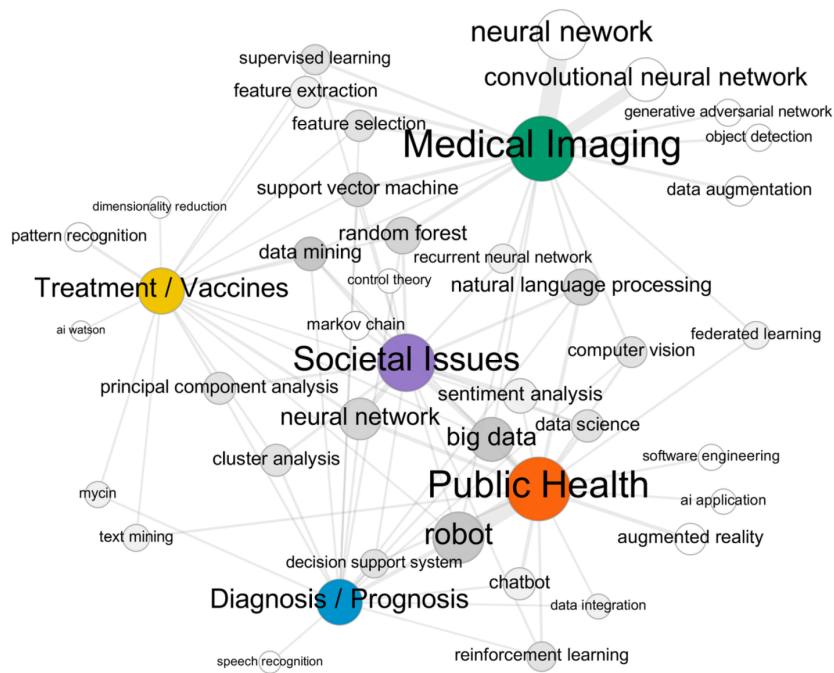 neural nework
supervised learning
convolutional neural network
feature extraction
generative adversarial network
feature selection
object detection
Medical Imaging
support vector machine
data augmentation
dimensionality reduction
pattern recognition
random forest
data mining
recurrent neural network
control theory
natural language processing
Treatment / Vaccines
ai watson
markov chain
federated learning
Societal Issues
computer vision
principal component analysis
sentiment analysis
neural network
data science
big data
cluster analysis
software engineering
Public Health
mycin
ai application
text mining
robot
augmented reality
decision support system
chatbot
Diagnosis / Prognosis
data integration
speech recognition
reinforcement learning